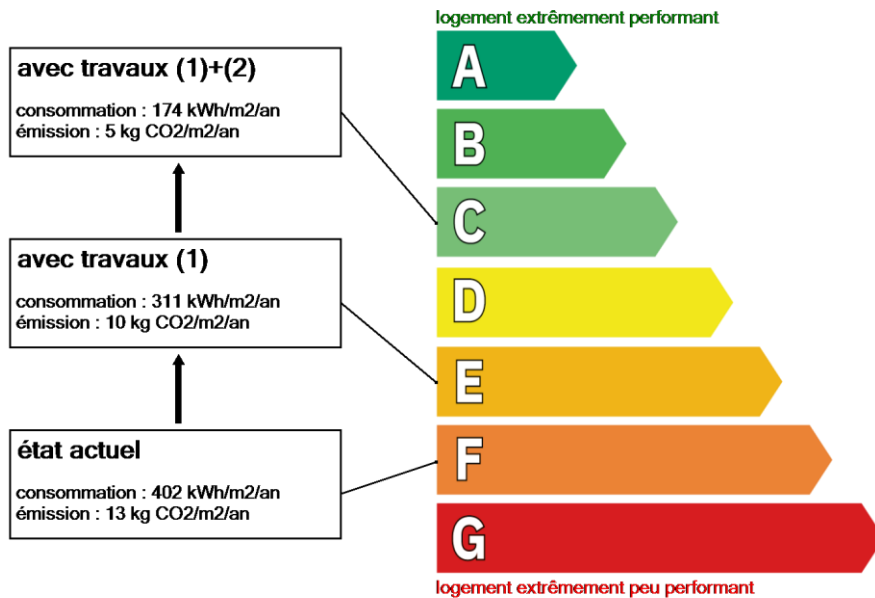 logement extrêmement performant
avec travaux (1)+(2)
consommation : 174 kWh/m2/an
émission : 5 kg CO2/m2/an
avec travaux (1)
consommation : 311 kWh/m2/an
émission : 10 kg CO2/m2/an
état actuel
consommation : 402 kWh/m2/an
émission : 13 kg CO2/m2/an
A
B
C
D
E
F
G
logement extrêmement peu performant